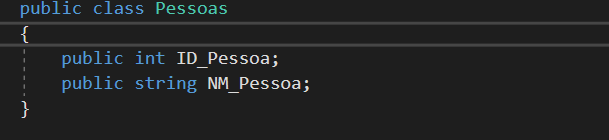 public class Pessoas
{
public int ID_Pessoa;
public string NM_Pessoa;
}